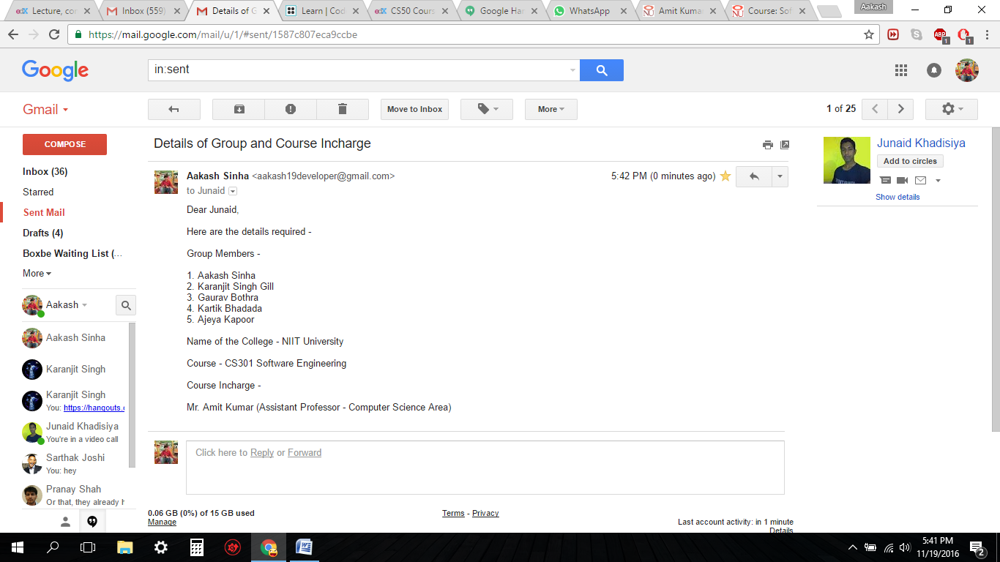 edX Lecture, cor
Inbox (559)
Details of G
Learn | Cod
edX CS50 Cours
Google Han
WhatsApp
Amit Kuma
Course: Sof
Aakash
https://mail.google.com/mail/u/1/#sent/1587c807eca9ccbe
ABP 1
1
Google
in:sent
Gmail
Move to Inbox
More
1 of 25
COMPOSE
Inbox (36)
Starred
Sent Mail
Drafts (4)
Boxbe Waiting List (...
More
Aakash
Aakash Sinha
Karanjit Singh
Karanjit Singh
You: https://hangouts.c
Junaid Khadisiya
You're in a video call
Sarthak Joshi
You: hey
Pranay Shah
Or that, they already h
Details of Group and Course Incharge
Aakash Sinha <aakash19developer@gmail.com>
5:42 PM (0 minutes ago)
to Junaid
Dear Junaid,
Here are the details required -
Group Members -
1. Aakash Sinha
2. Karanjit Singh Gill
3. Gaurav Bothra
4. Kartik Bhadada
5. Ajeya Kapoor
Name of the College - NIIT University
Course - CS301 Software Engineering
Course Incharge -
Mr. Amit Kumar (Assistant Professor - Computer Science Area)
Click here to Reply or Forward
0.06 GB (0%) of 15 GB used
Manage
Terms - Privacy
Last account activity: in 1 minute
Details
Junaid Khadisiya
Add to circles
Show details
5:41 PM
11/19/2016
2